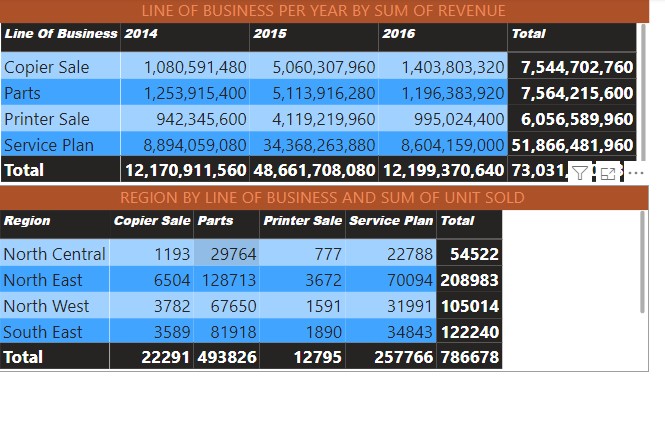 LINE OF BUSINESS PER YEAR BY SUM OF REVENUE
Line Of Business 2014 2015 2016 Total
Copier Sale 1,080,591,480 5,060,307,960 1,403,803,320 7,544,702,760
Parts 1,253,915,400 5,113,916,280 1,196,383,920 7,564,215,600
Printer Sale 942,345,600 4,119,219,960 995,024,400 6,056,589,960
Service Plan 8,894,059,080 34,368,263,880 8,604,159,000 51,866,481,960
Total 12,170,911,560 48,661,708,080 12,199,370,640 73,031,
REGION BY LINE OF BUSINESS AND SUM OF UNIT SOLD
Region Copier Sale Parts Printer Sale Service Plan Total
North Central 1193 29764 777 22788 54522
North East 6504 128713 3672 70094 208983
North West 3782 67650 1591 31991 105014
South East 3589 81918 1890 34843 122240
Total 22291 493826 12795 257766 786678